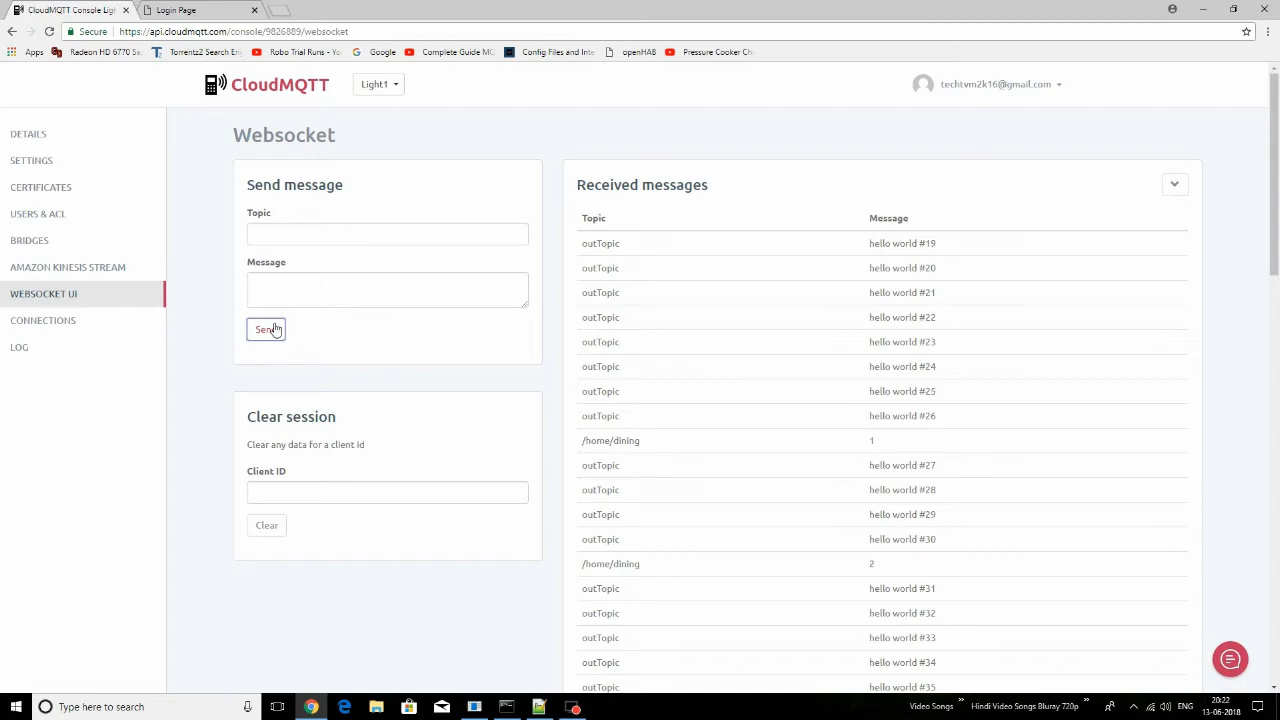 CloudMQTT Console Ligh
Login Page
Secure | https://api.cloudmqtt.com/console/9826889/websocket
Apps
Radeon HD 6770 Sa
Torrentz2 Search Eng
Robo Trial Runs - Yo
Google
Complete Guide MC
Config Files and Inte
openHAB
Pressure Cooker Che
CloudMQTT
Light1
techtvm2k16@gmail.com
DETAILS
SETTINGS
CERTIFICATES
USERS & ACL
BRIDGES
AMAZON KINESIS STREAM
WEBSOCKET UI
CONNECTIONS
LOG
Websocket
Send message
Topic
Message
Send
Clear session
Clear any data for a client id
Client ID
Clear
Received messages
Topic Message
outTopic hello world #19
outTopic hello world #20
outTopic hello world #21
outTopic hello world #22
outTopic hello world #23
outTopic hello world #24
outTopic hello world #25
outTopic hello world #26
/home/dining 1
outTopic hello world #27
outTopic hello world #28
outTopic hello world #29
outTopic hello world #30
/home/dining 2
outTopic hello world #31
outTopic hello world #32
outTopic hello world #33
outTopic hello world #34
outTopic hello world #35
Type here to search
Video Songs
Hindi Video Songs Bluray 720p
ENG
20:22
13-06-2018